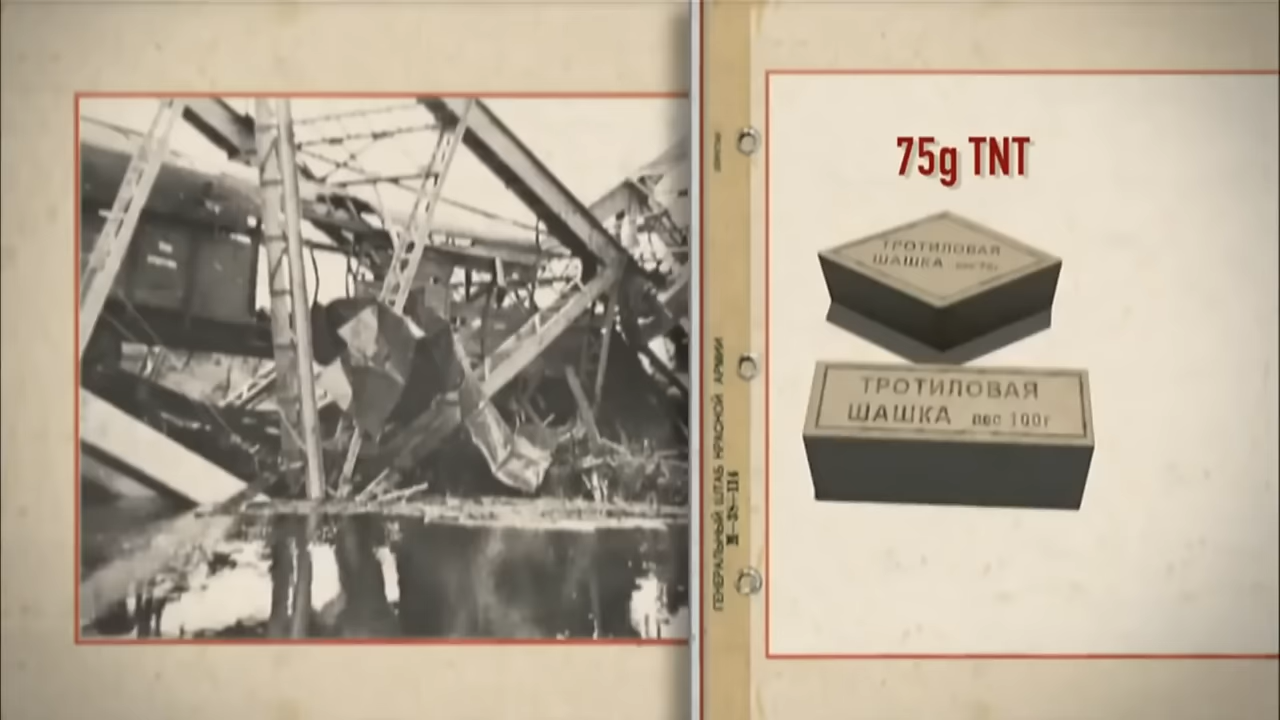 75g TNT
ТРОТИЛОВАЯ
ШАШКА
ТРОТИЛОВАЯ
ШАШКА вес 100г
ГЕНЕРАЛЬНЫЙ ШТАБ КРАСНОЙ АРМИИ